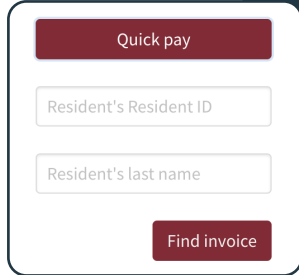 Quick pay
Resident's Resident ID
Resident's last name
Find invoice